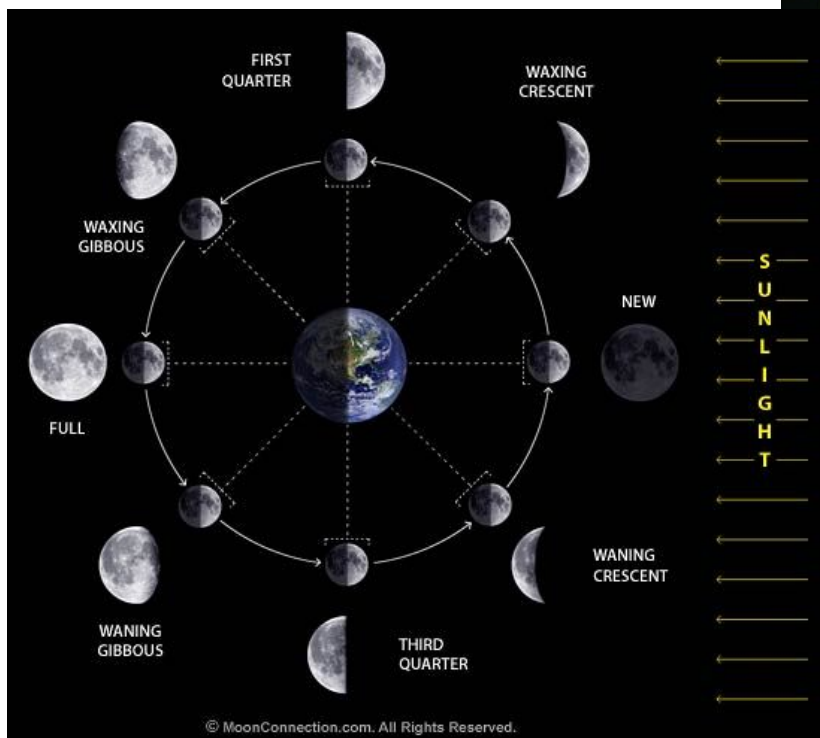 FIRST
QUARTER
WAXING
CRESCENT
WAXING
GIBBOUS
NEW
SUNLIGHT
FULL
WANING
CRESCENT
WANING
GIBBOUS
THIRD
QUARTER
© MoonConnection.com. All Rights Reserved.